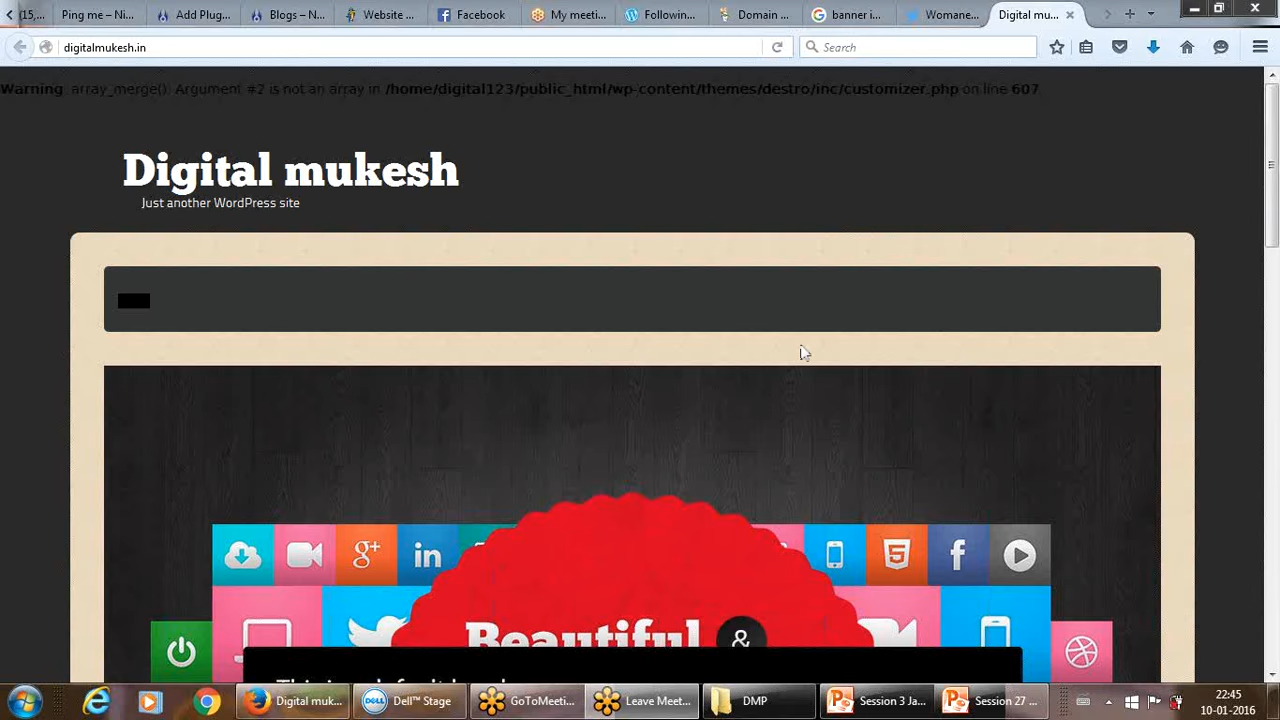 15,...
Ping me – Nin...
Add Plug...
Blogs – N...
Website ...
Facebook
My meeti...
Followin...
Domain ...
banner i...
Womane...
Digital mu...
digitalmukesh.in
Search
Warning: array_merge(): Argument #2 is not an array in /home/digital123/public_html/wp-content/themes/destro/inc/customizer.php on line 607
Digital mukesh
Just another WordPress site
g+
in
f
Beautiful &
Digital muk...
Dell™ Stage
GoToMeeti...
Leave Meet...
DMP
Session 3 Ja...
Session 27 ...
22:45
10-01-2016